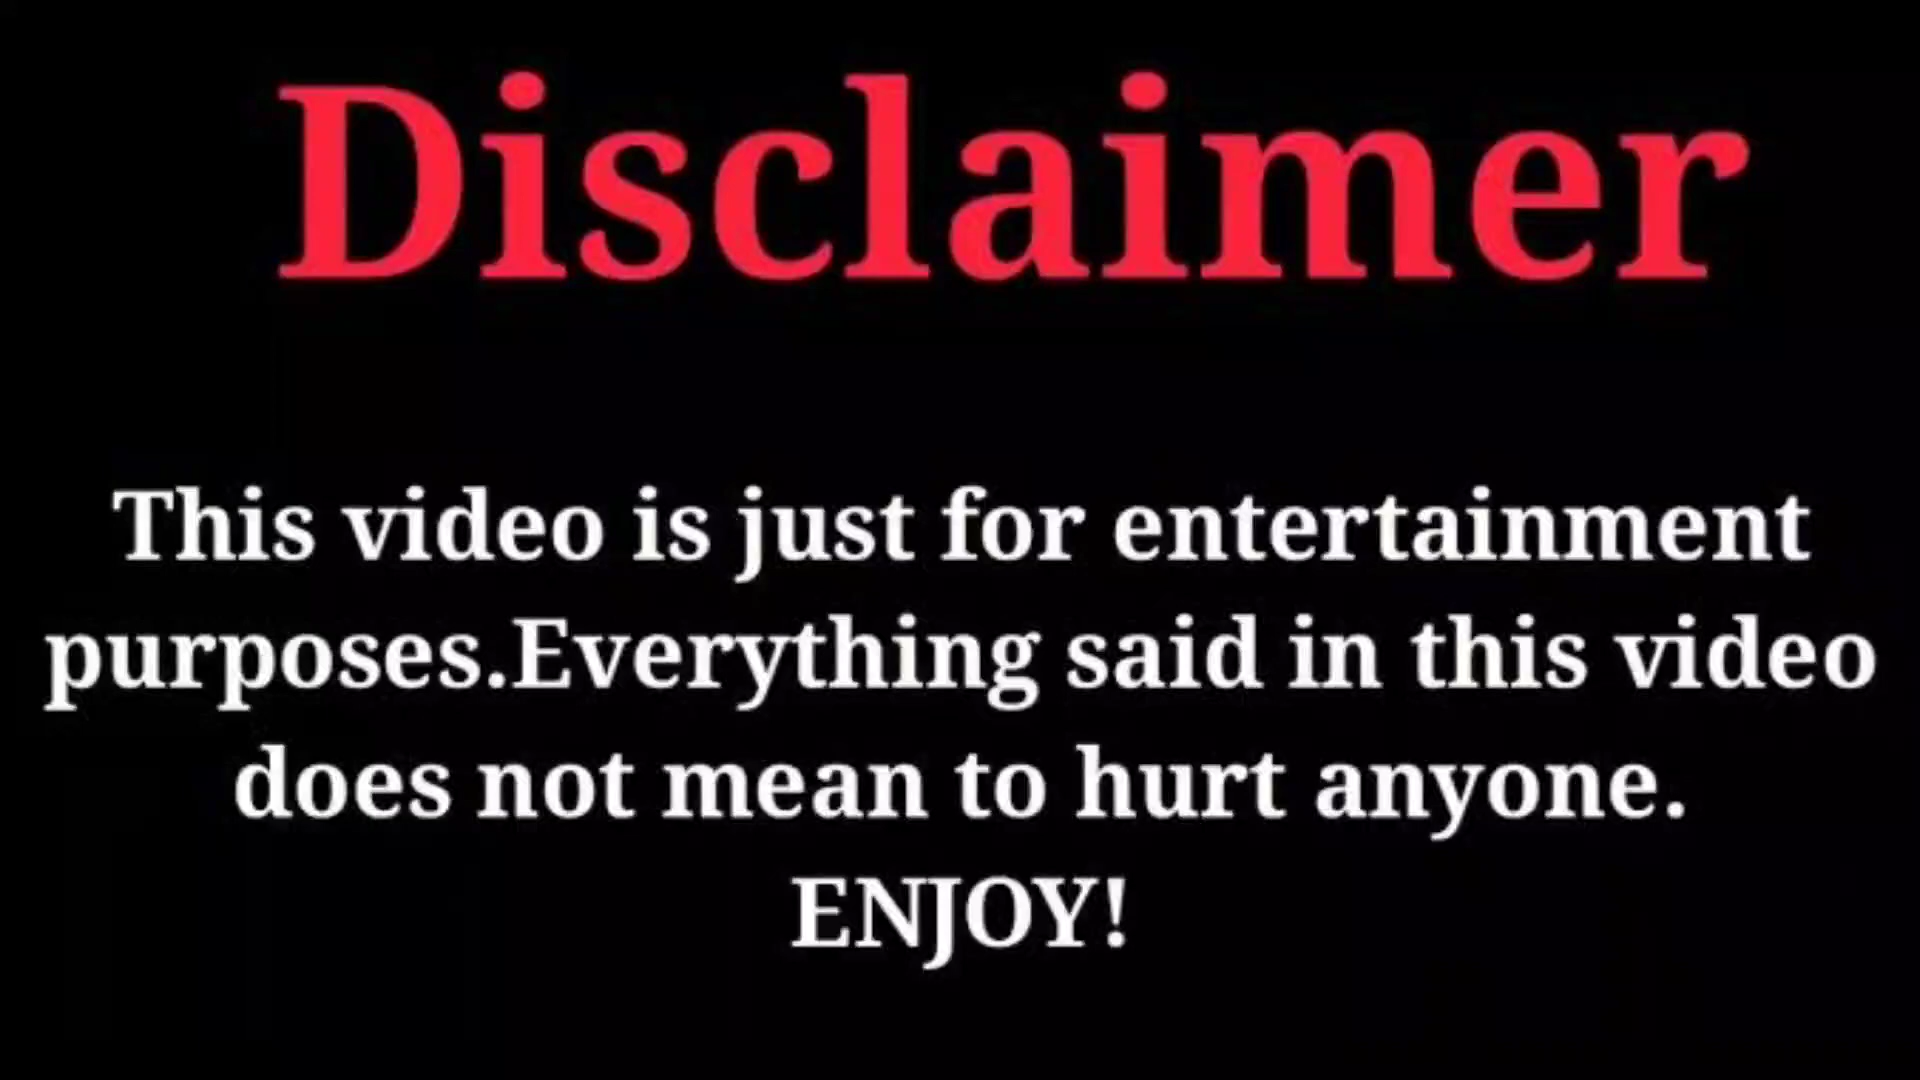 Disclaimer
This video is just for entertainment
purposes.Everything said in this video
does not mean to hurt anyone.
ENJOY!